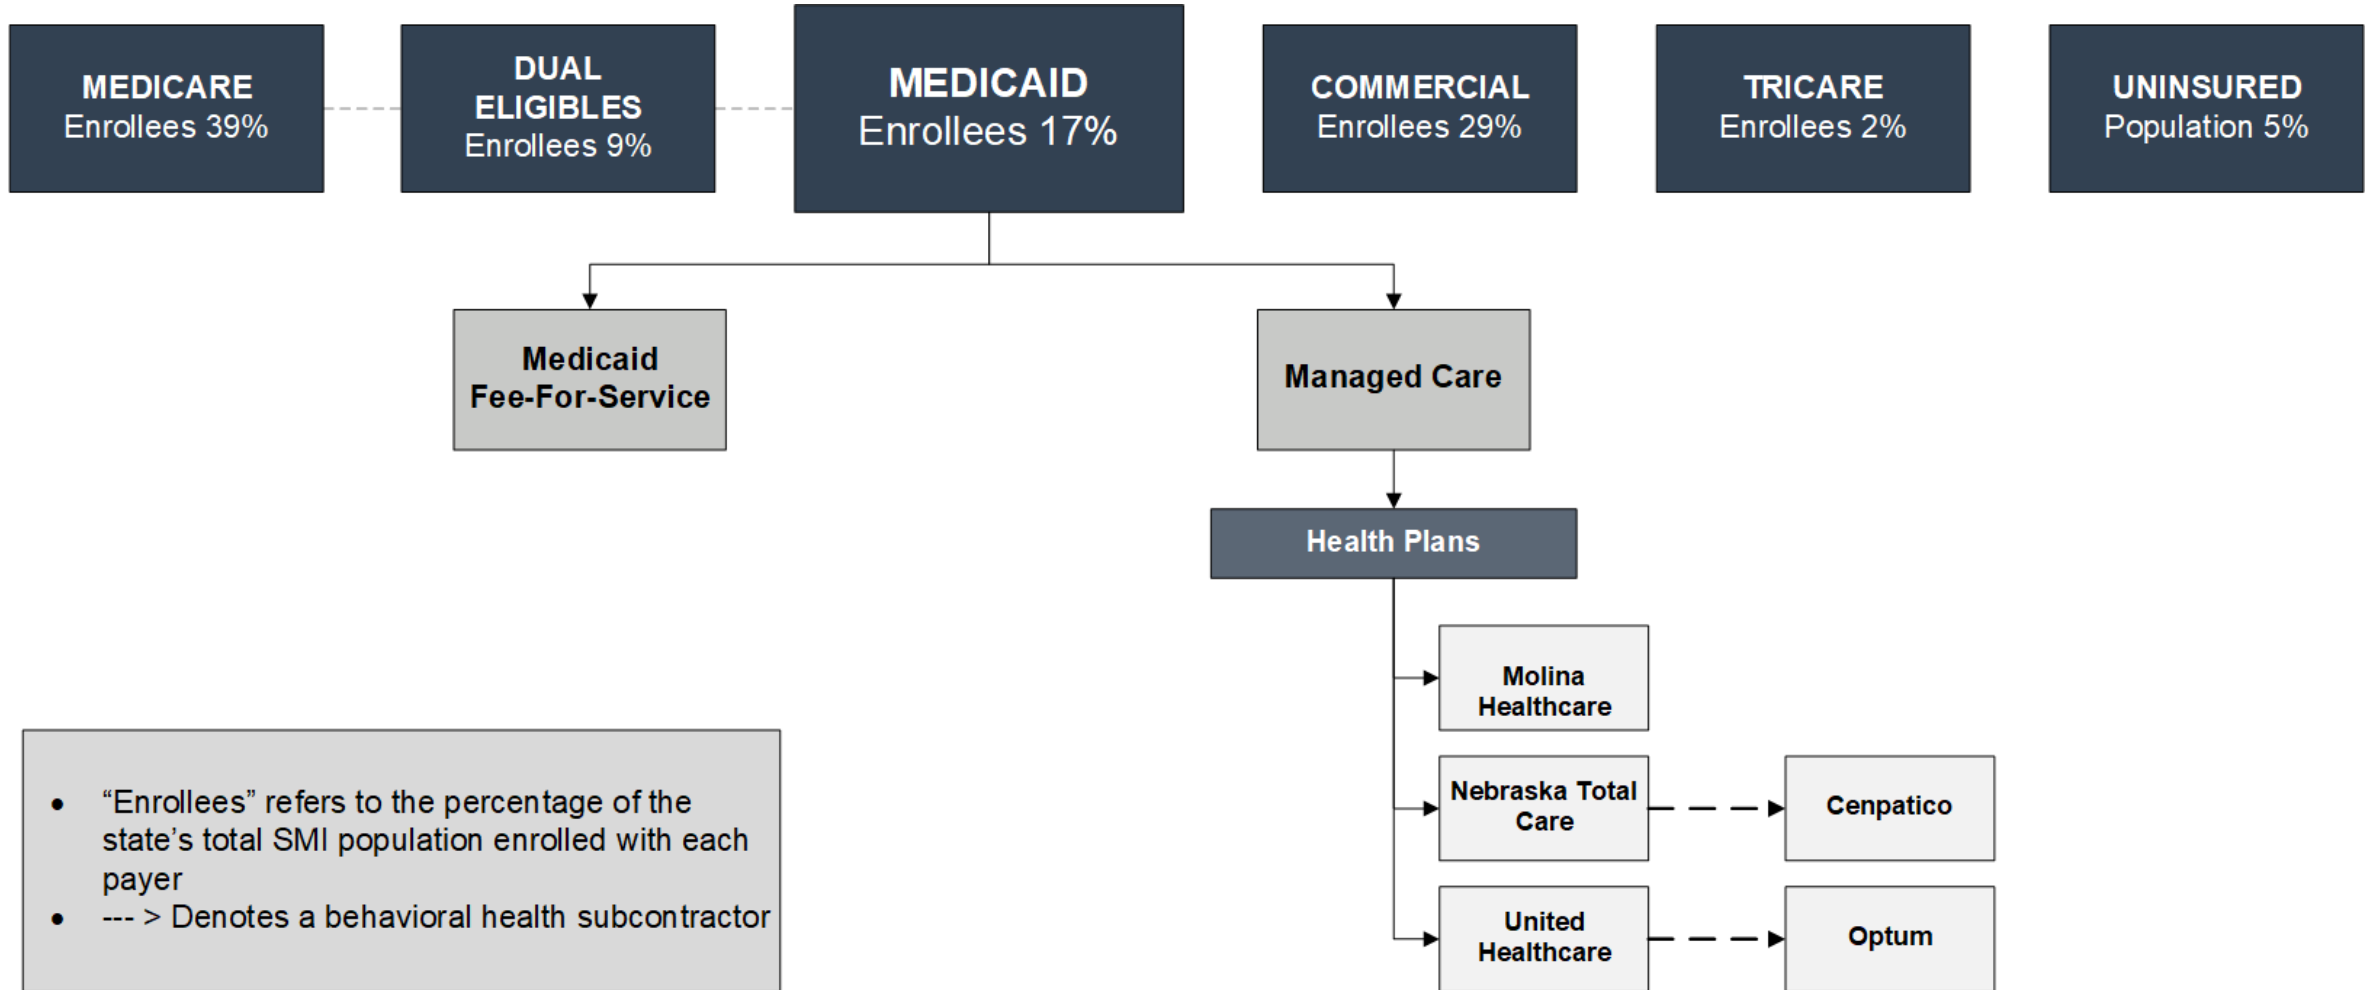 MEDICARE
Enrollees 39%
DUAL
ELIGIBLES
Enrollees 9%
MEDICAID
Enrollees 17%
COMMERCIAL
Enrollees 29%
TRICARE
Enrollees 2%
UNINSURED
Population 5%
Medicaid
Fee-For-Service
Managed Care
Health Plans
Molina
Healthcare
Nebraska Total
Care
Cenpatico
United
Healthcare
Optum
• “Enrollees” refers to the percentage of the
state’s total SMI population enrolled with each
payer
• --- > Denotes a behavioral health subcontractor